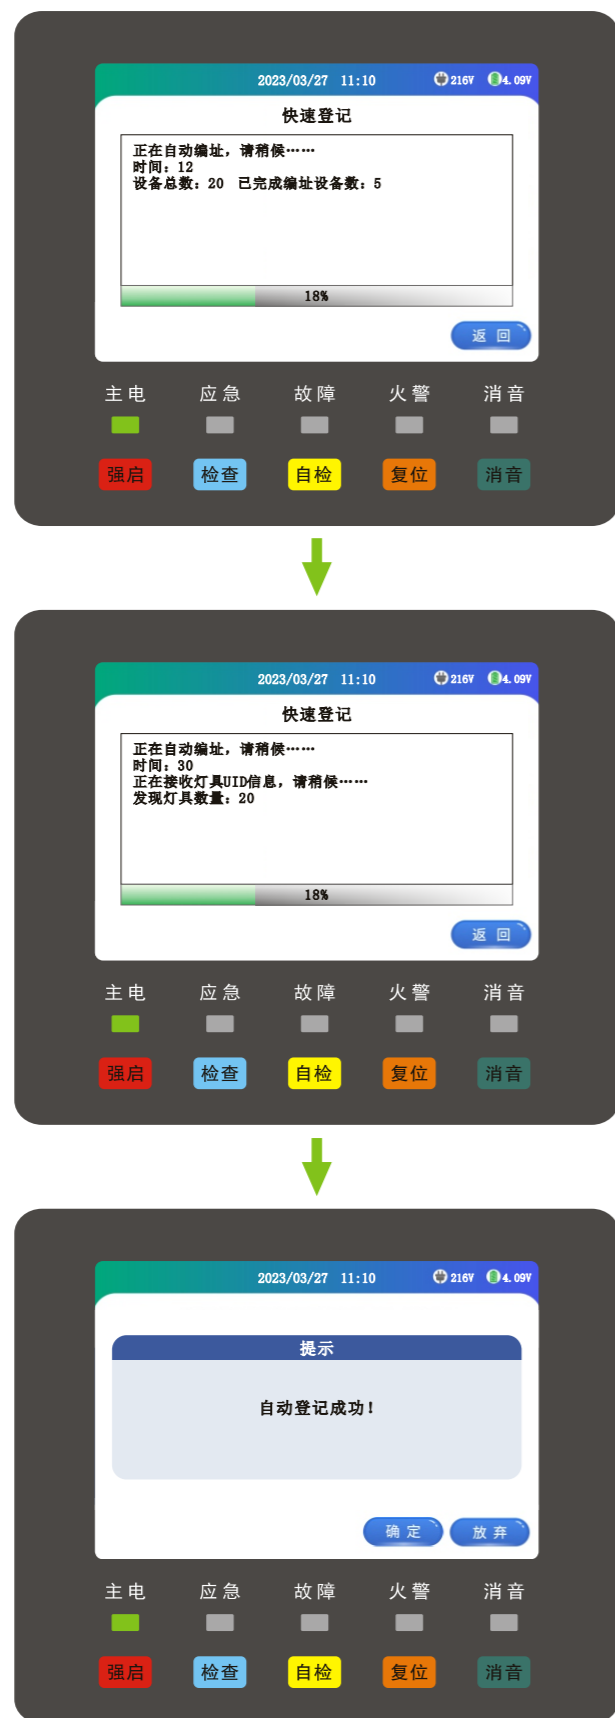 2023/03/27 11:10 216V 4.09V
快速登记
正在自动编址，请稍候……
时间：12
设备总数：20 已完成编址设备数：5
18%
返 回
主电 应急 故障 火警 消音
强启 检查 自检 复位 消音
2023/03/27 11:10 216V 4.09V
快速登记
正在自动编址，请稍候……
时间：30
正在接收灯具UID信息，请稍候……
发现灯具数量：20
18%
返 回
主电 应急 故障 火警 消音
强启 检查 自检 复位 消音
2023/03/27 11:10 216V 4.09V
提示
自动登记成功！
确 定 放 弃
主电 应急 故障 火警 消音
强启 检查 自检 复位 消音